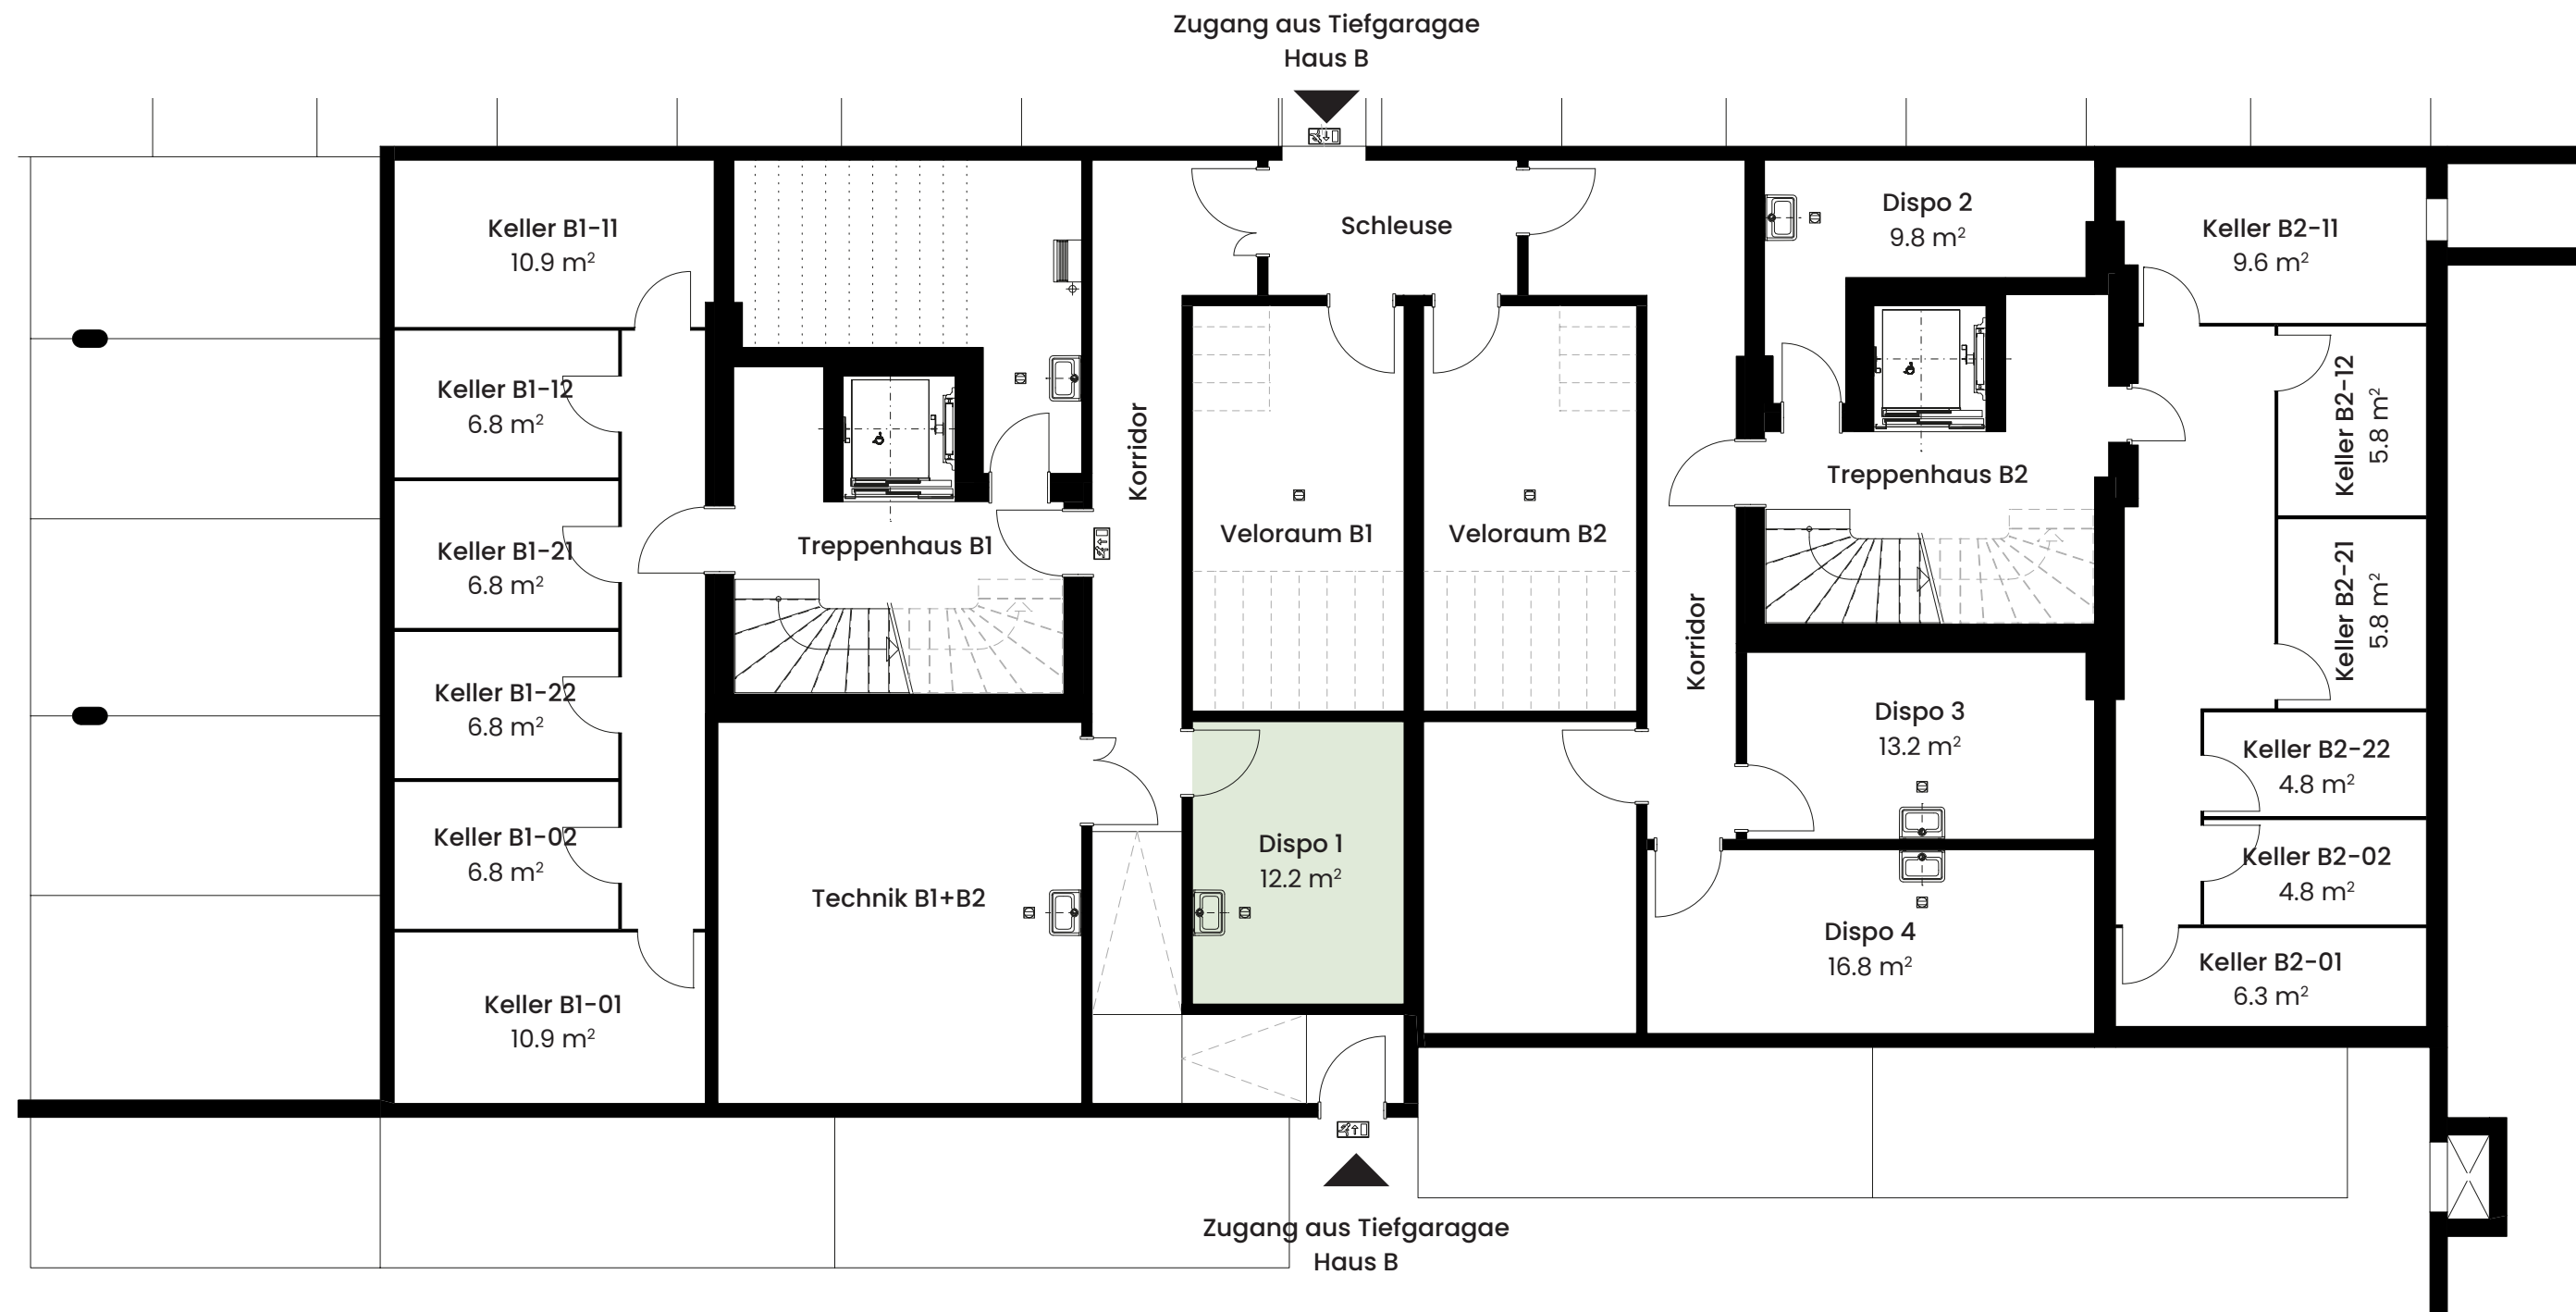 Zugang aus Tiefgaragae
Haus B
Keller B1-11
10.9 m²
Schleuse
Dispo 2
9.8 m²
Keller B2-11
9.6 m²
Keller B1-12
6.8 m²
Korridor
Keller B2-12
5.8 m²
Treppenhaus B2
Keller B1-21
6.8 m²
Treppenhaus B1
Veloraum B1
Veloraum B2
Keller B2-21
5.8 m²
Korridor
Keller B1-22
6.8 m²
Dispo 3
13.2 m²
Keller B2-22
4.8 m²
Keller B1-02
6.8 m²
Dispo 1
12.2 m²
Keller B2-02
4.8 m²
Technik B1+B2
Dispo 4
16.8 m²
Keller B2-01
6.3 m²
Keller B1-01
10.9 m²
Zugang aus Tiefgaragae
Haus B